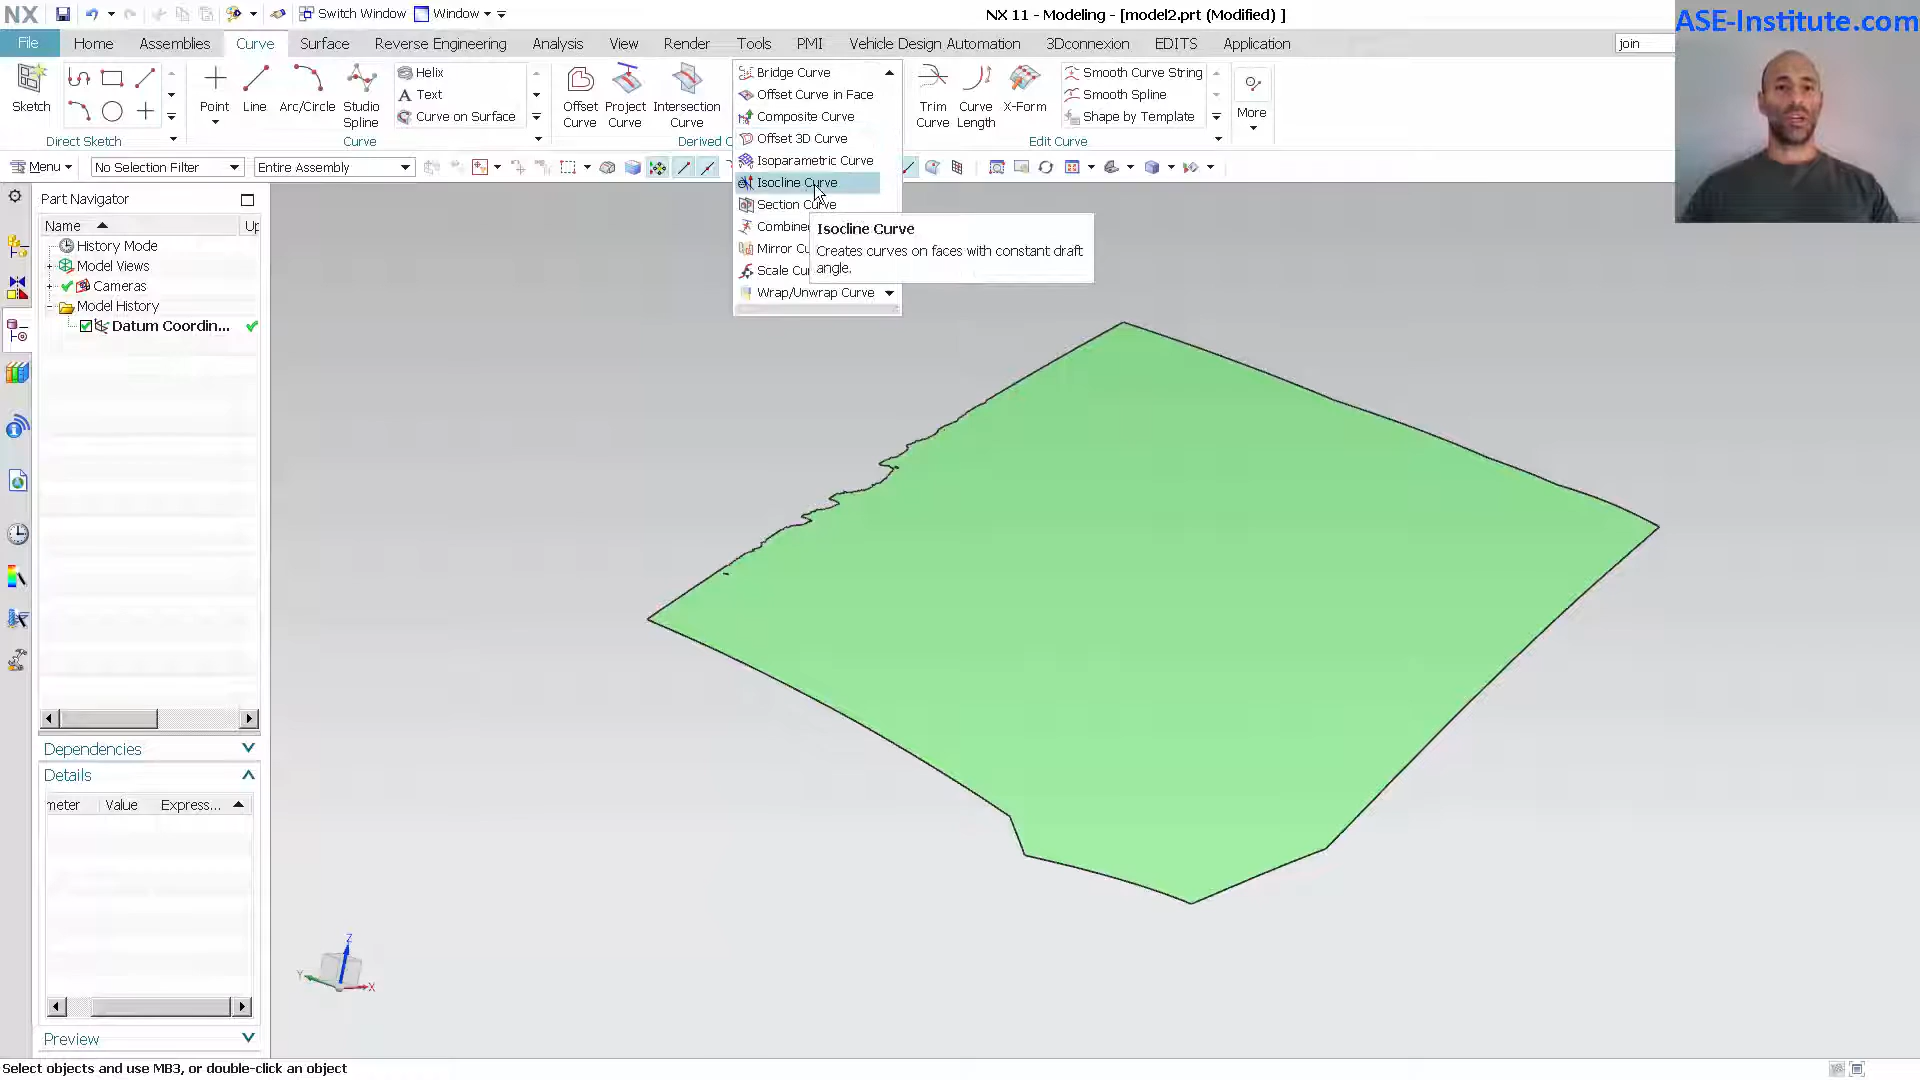 NX
Switch Window
Window
NX 11 - Modeling - [model2.prt (Modified) ]
ASE-Institute.com
File
Home
Assemblies
Curve
Surface
Reverse Engineering
Analysis
View
Render
Tools
PMI
Vehicle Design Automation
3Dconnexion
EDITS
Application
join
Sketch
Direct Sketch
Point
Line
Arc/Circle
Studio
Spline
Helix
A Text
Curve on Surface
Curve
Offset
Curve
Project
Curve
Intersection
Curve
Derived C
Bridge Curve
Offset Curve in Face
Composite Curve
Offset 3D Curve
Isoparametric Curve
Isocline Curve
Section Curve
Combine
Mirror Cu
Scale Cur
Wrap/Unwrap Curve
Isocline Curve
Creates curves on faces with constant draft
angle.
Trim
Curve
Curve
Length
X-Form
Smooth Curve String
Smooth Spline
Shape by Template
Edit Curve
More
Menu
No Selection Filter
Entire Assembly
Part Navigator
Name
Up
History Mode
Model Views
Cameras
Model History
Datum Coordin...
Dependencies
Details
meter
Value
Express...
Preview
Z
Y
X
Select objects and use MB3, or double-click an object